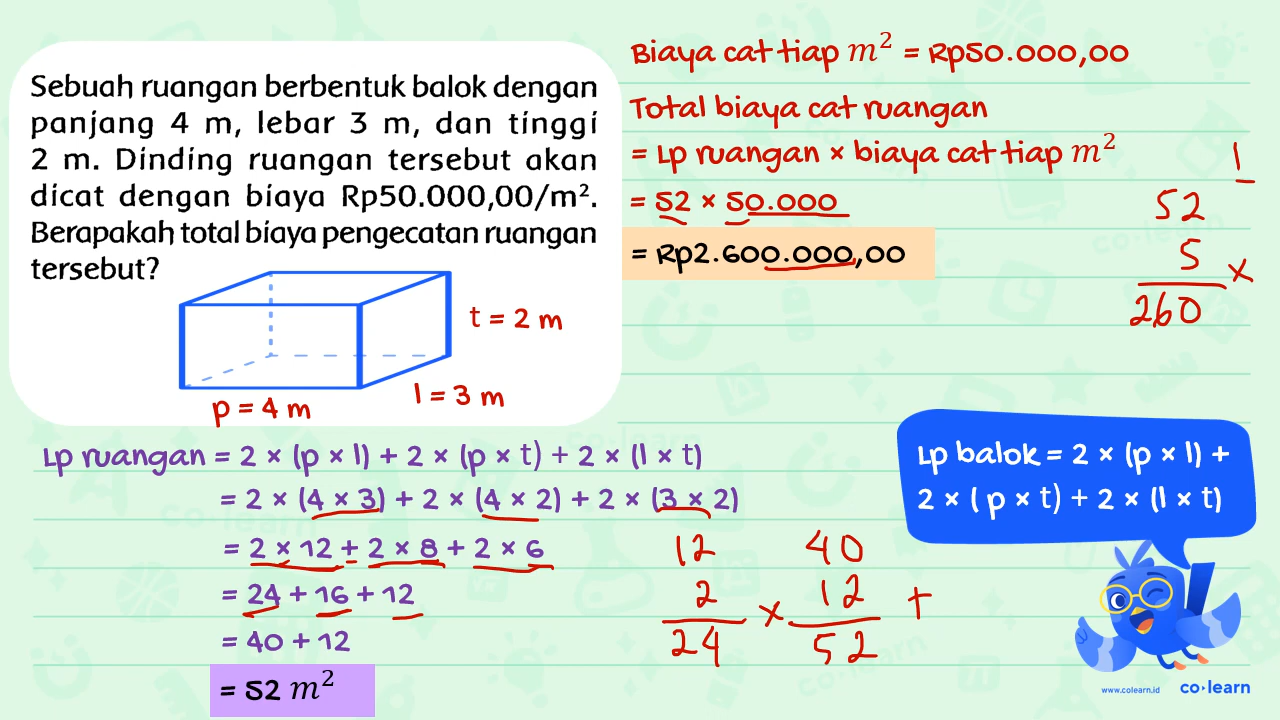 Sebuah ruangan berbentuk balok dengan
panjang 4 m, lebar 3 m, dan tinggi
2 m. Dinding ruangan tersebut akan
dicat dengan biaya Rp50.000,00/m².
Berapakah total biaya pengecatan ruangan
tersebut?
t = 2 m
l = 3 m
p = 4 m
Lp ruangan = 2 × (p × l) + 2 × (p × t) + 2 × (l × t)
= 2 × (4 × 3) + 2 × (4 × 2) + 2 × (3 × 2)
= 2 × 12 + 2 × 8 + 2 × 6
= 24 + 16 + 12
= 40 + 12
= 52 m²
12
2 ×
24
40
12 +
52
Biaya cat tiap m² = Rp50.000,00
Total biaya cat ruangan
= Lp ruangan × biaya cat tiap m²
= 52 × 50.000
= Rp2.600.000,00
1
52
5 ×
260
Lp balok = 2 × (p × l) +
2 × ( p × t) + 2 × (l × t)
www.colearn.id
co·learn